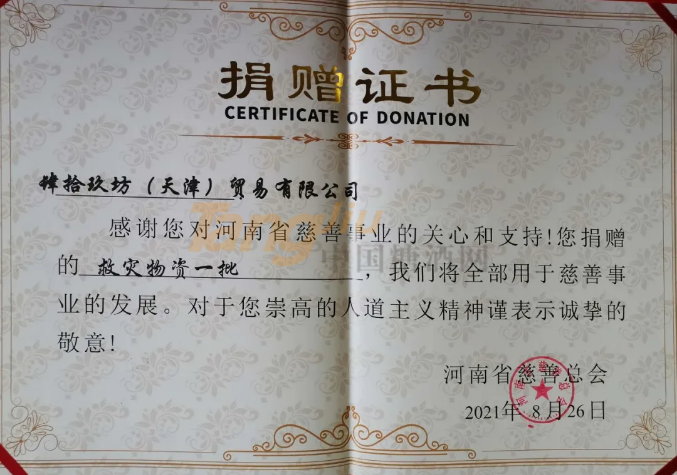 捐赠证书
CERTIFICATE OF DONATION
肆拾玖坊（天津）贸易有限公司
感谢您对河南省慈善事业的关心和支持!您捐赠
的 救灾物资一批 ，我们将全部用于慈善事
业的发展。对于您崇高的人道主义精神谨表示诚挚的
敬意!
河南省慈善总会
2021年 8月26日
中国糖酒网